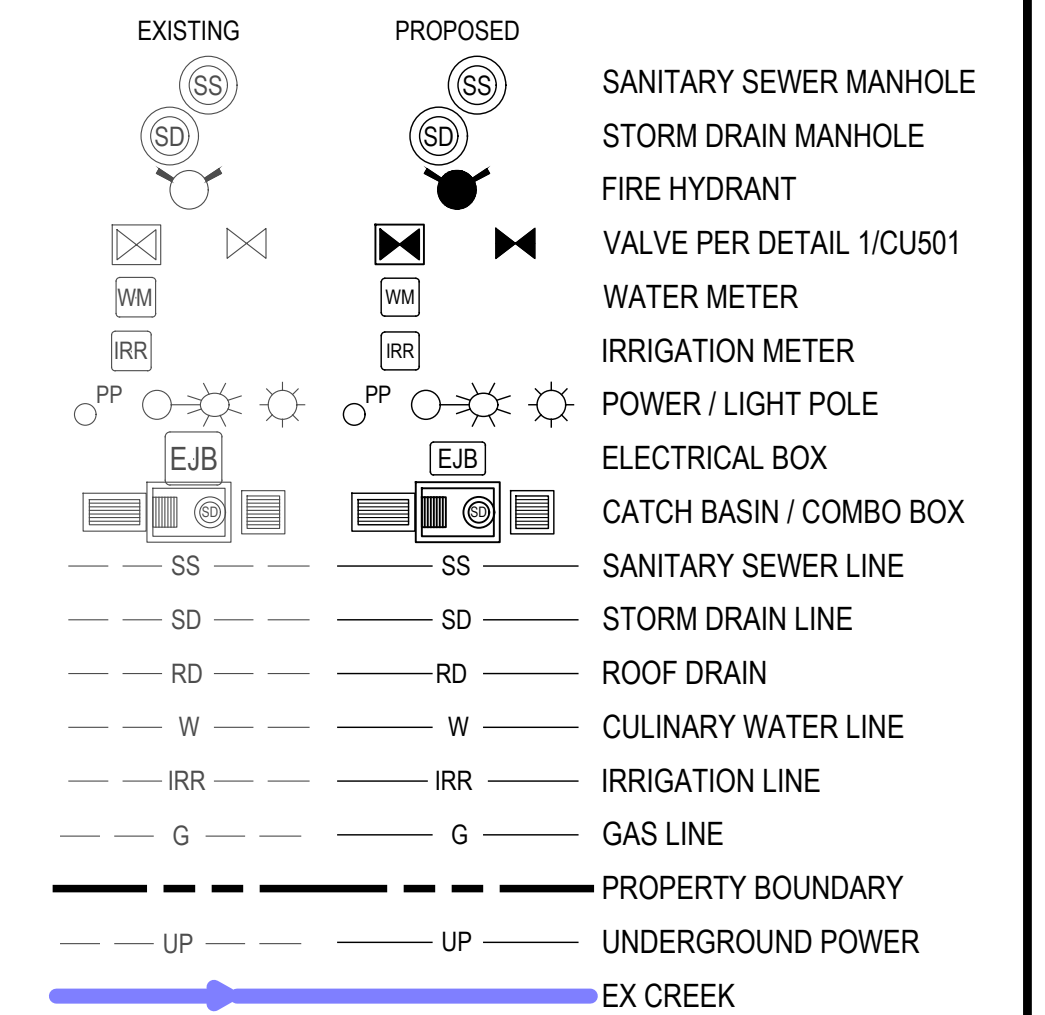 EXISTING PROPOSED
SS SS SANITARY SEWER MANHOLE
SD SD STORM DRAIN MANHOLE
FIRE HYDRANT
VALVE PER DETAIL 1/CU501
WM WM WATER METER
IRR IRR IRRIGATION METER
PP PP POWER / LIGHT POLE
EJB EJB ELECTRICAL BOX
SD SD CATCH BASIN / COMBO BOX
SS SS SANITARY SEWER LINE
SD SD STORM DRAIN LINE
RD RD ROOF DRAIN
W W CULINARY WATER LINE
IRR IRR IRRIGATION LINE
G G GAS LINE
PROPERTY BOUNDARY
UP UP UNDERGROUND POWER
EX CREEK